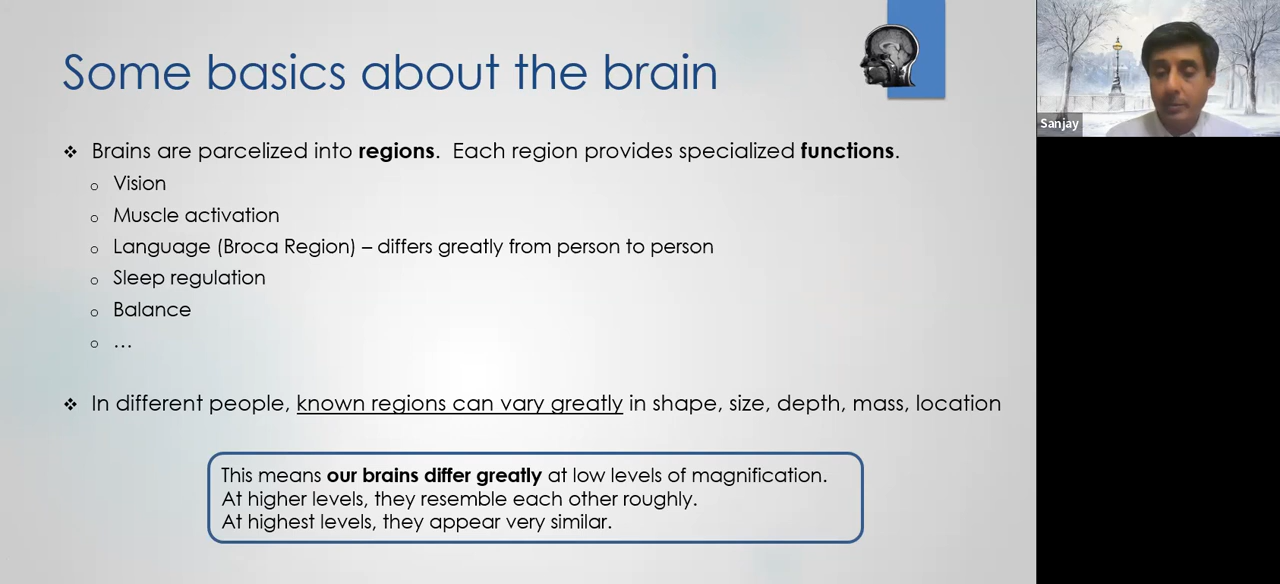 Some basics about the brain
Brains are parcelized into regions. Each region provides specialized functions.
Vision
Muscle activation
Language (Broca Region) – differs greatly from person to person
Sleep regulation
Balance
…
In different people, known regions can vary greatly in shape, size, depth, mass, location
This means our brains differ greatly at low levels of magnification.
At higher levels, they resemble each other roughly.
At highest levels, they appear very similar.
Sanjay